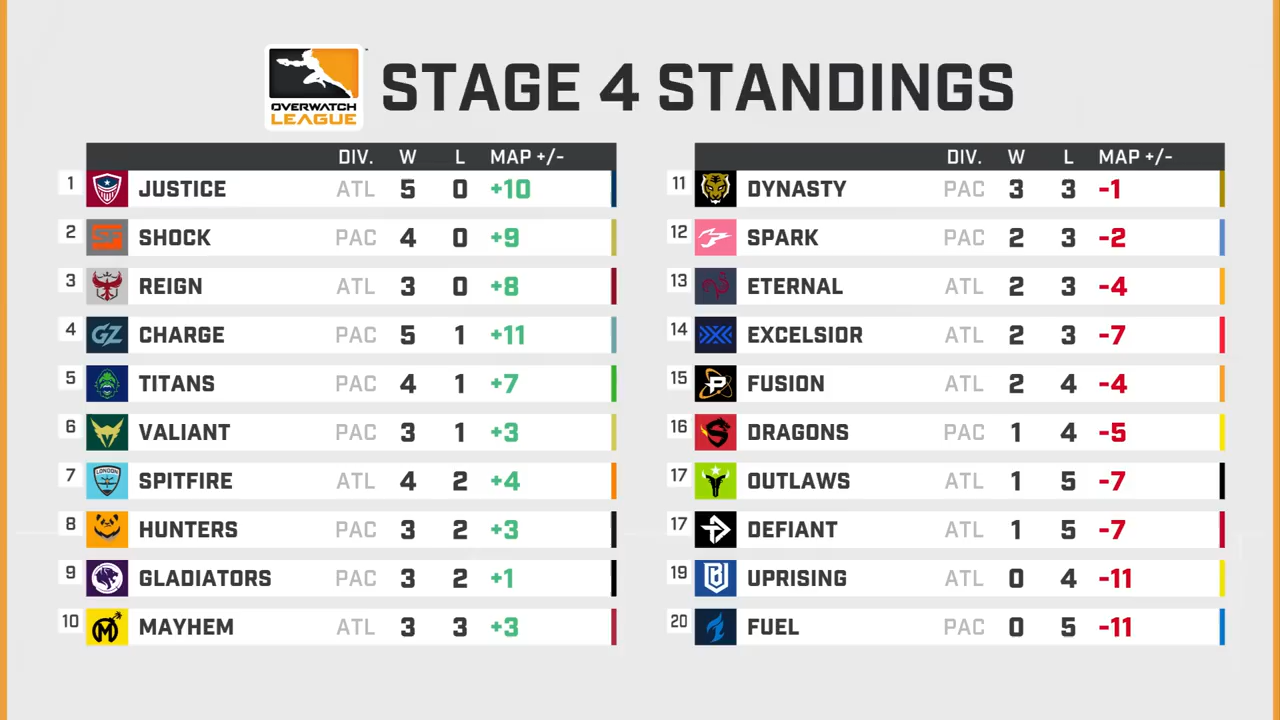 OVERWATCH
LEAGUE
STAGE 4 STANDINGS
DIV. W L MAP +/-
1 JUSTICE ATL 5 0 +10
2 SHOCK PAC 4 0 +9
3 REIGN ATL 3 0 +8
4 CHARGE PAC 5 1 +11
5 TITANS PAC 4 1 +7
6 VALIANT PAC 3 1 +3
7 LONDON SPITFIRE ATL 4 2 +4
8 HUNTERS PAC 3 2 +3
9 GLADIATORS PAC 3 2 +1
10 MAYHEM ATL 3 3 +3
DIV. W L MAP +/-
11 DYNASTY PAC 3 3 -1
12 SPARK PAC 2 3 -2
13 ETERNAL ATL 2 3 -4
14 EXCELSIOR ATL 2 3 -7
15 FUSION ATL 2 4 -4
16 DRAGONS PAC 1 4 -5
17 OUTLAWS ATL 1 5 -7
17 DEFIANT ATL 1 5 -7
19 UPRISING ATL 0 4 -11
20 FUEL PAC 0 5 -11